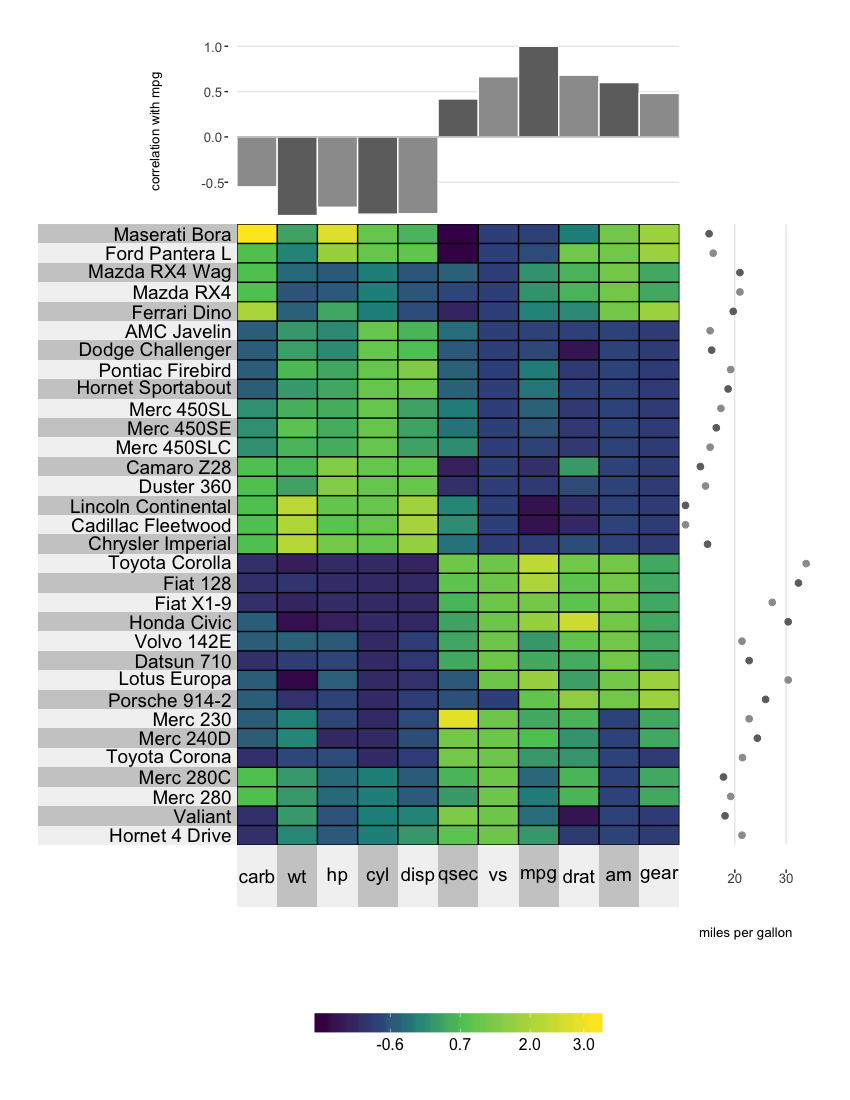 1.0
0.5
0.0
-0.5
correlation with mpg
Maserati Bora
Ford Pantera L
Mazda RX4 Wag
Mazda RX4
Ferrari Dino
AMC Javelin
Dodge Challenger
Pontiac Firebird
Hornet Sportabout
Merc 450SL
Merc 450SE
Merc 450SLC
Camaro Z28
Duster 360
Lincoln Continental
Cadillac Fleetwood
Chrysler Imperial
Toyota Corolla
Fiat 128
Fiat X1-9
Honda Civic
Volvo 142E
Datsun 710
Lotus Europa
Porsche 914-2
Merc 230
Merc 240D
Toyota Corona
Merc 280C
Merc 280
Valiant
Hornet 4 Drive
carb wt hp cyl disp qsec vs mpg drat am gear
20 30
miles per gallon
-0.6 0.7 2.0 3.0